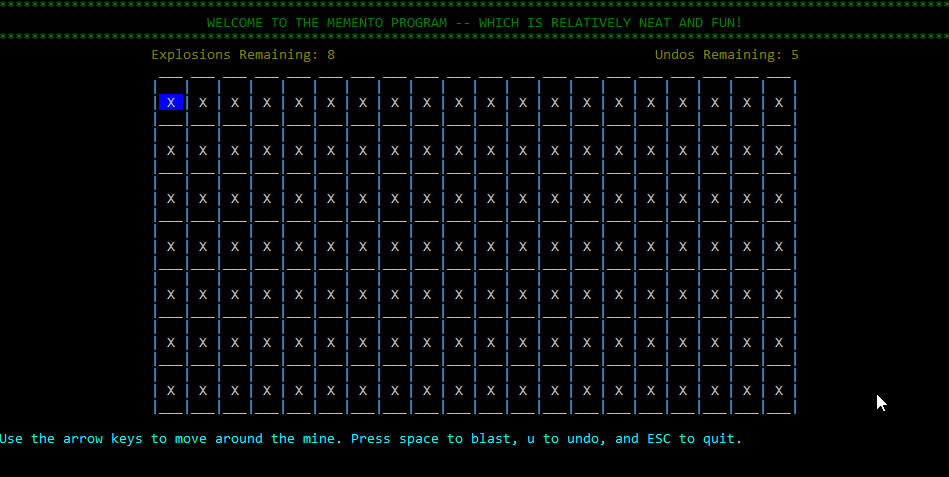 WELCOME TO THE MEMENTO PROGRAM -- WHICH IS RELATIVELY NEAT AND FUN!
Explosions Remaining: 8 Undos Remaining: 5
X X X X X X X X X X X X X X X X X X X X
X X X X X X X X X X X X X X X X X X X X
X X X X X X X X X X X X X X X X X X X X
X X X X X X X X X X X X X X X X X X X X
X X X X X X X X X X X X X X X X X X X X
X X X X X X X X X X X X X X X X X X X X
X X X X X X X X X X X X X X X X X X X X
Use the arrow keys to move around the mine. Press space to blast, u to undo, and ESC to quit.